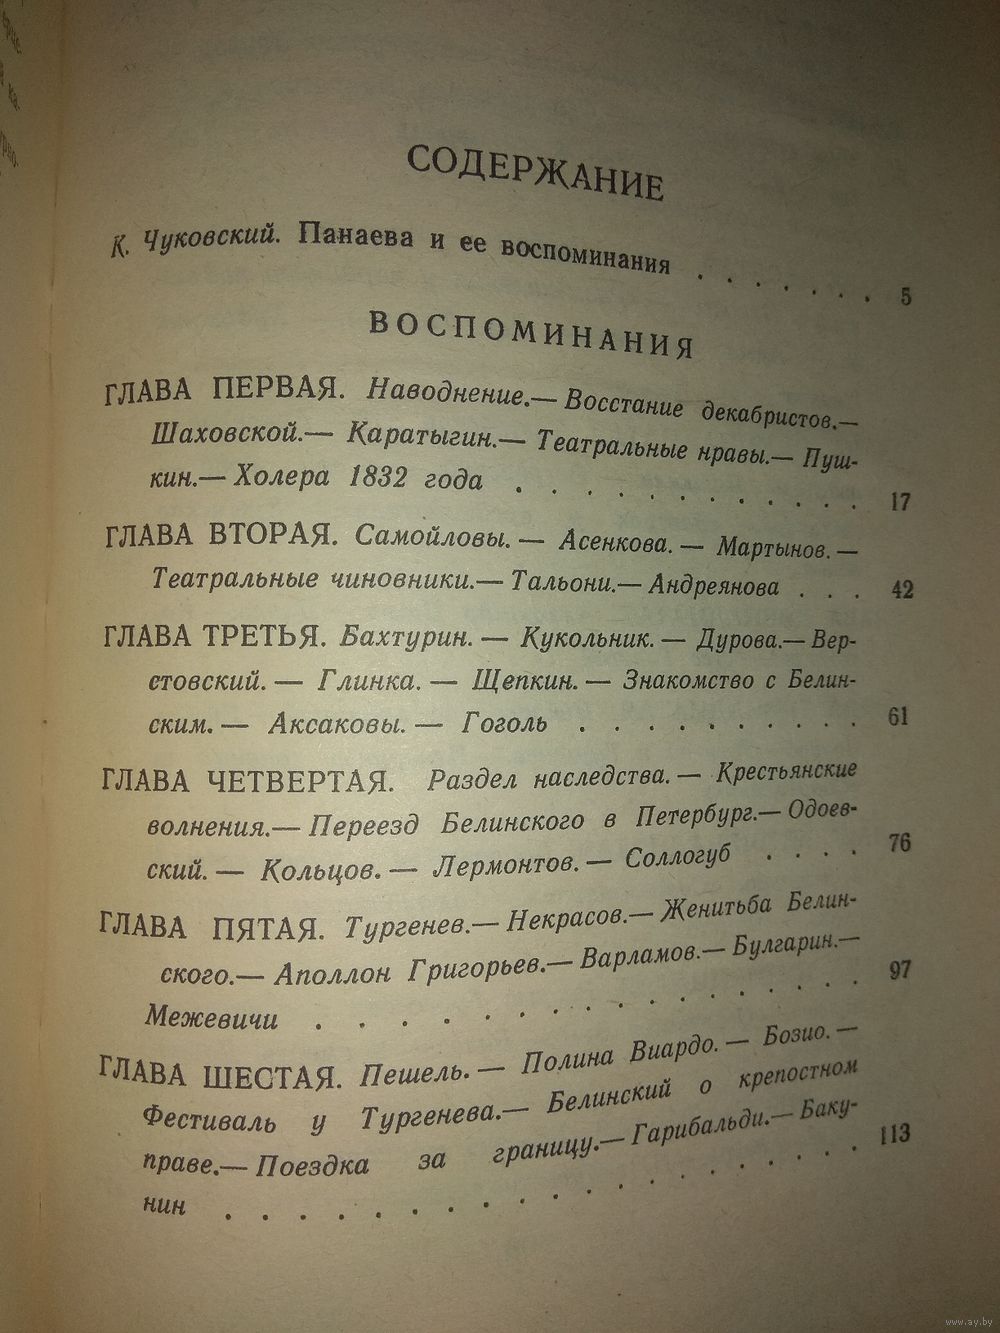 СОДЕРЖАНИЕ
К. Чуковский. Панаева и ее воспоминания . . . . . . . 5
ВОСПОМИНАНИЯ
ГЛАВА ПЕРВАЯ. Наводнение.— Восстание декабристов.—
Шаховской.— Каратыгин.— Театральные нравы.— Пуш-
кин.— Холера 1832 года . . . . . . . . . . . 17
ГЛАВА ВТОРАЯ. Самойловы. — Асенкова. — Мартынов. —
Театральные чиновники.— Тальони.— Андреянова . . . 42
ГЛАВА ТРЕТЬЯ. Бахтурин. — Кукольник. — Дурова.— Вер-
стовский. — Глинка. — Щепкин. — Знакомство с Белин-
ским. — Аксаковы. — Гоголь . . . . . . . . . . 61
ГЛАВА ЧЕТВЕРТАЯ. Раздел наследства. — Крестьянские
волнения.— Переезд Белинского в Петербург.— Одоев-
ский. — Кольцов. — Лермонтов. — Соллогуб . . . . 76
ГЛАВА ПЯТАЯ. Тургенев.— Некрасов.— Женитьба Белин-
ского.— Аполлон Григорьев.— Варламов.— Булгарин.—
Межевичи . . . . . . . . . . . . . . 97
ГЛАВА ШЕСТАЯ. Пешель. — Полина Виардо. — Бозио. —
Фестиваль у Тургенева.— Белинский о крепостном
праве.— Поездка за границу.— Гарибальди.— Баку-
нин . . . . . . . . . . . . . . . . . 113
www.ay.by